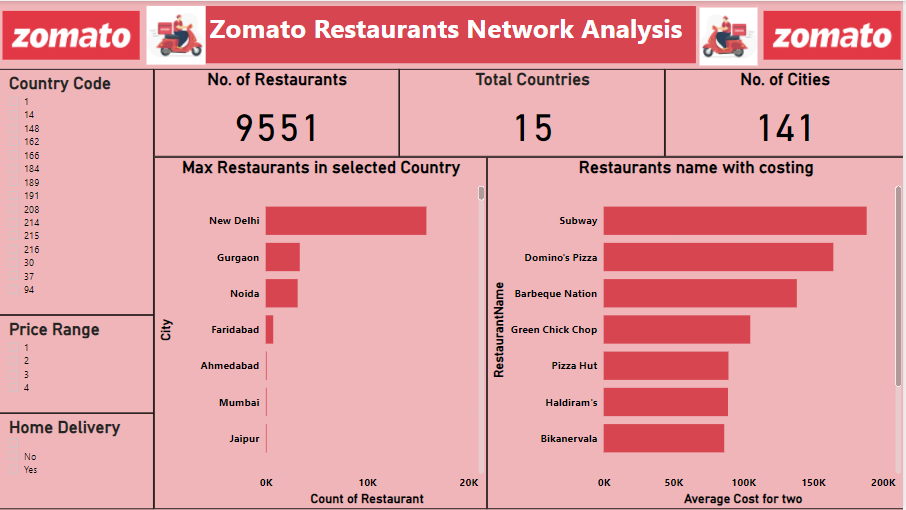 zomato
Zomato Restaurants Network Analysis
zomato
Country Code
1
14
148
162
166
184
189
191
208
214
215
216
30
37
94
Price Range
1
2
3
4
Home Delivery
No
Yes
No. of Restaurants
9551
Total Countries
15
No. of Cities
141
Max Restaurants in selected Country
City
New Delhi
Gurgaon
Noida
Faridabad
Ahmedabad
Mumbai
Jaipur
0K 10K 20K
Count of Restaurant
Restaurants name with costing
RestaurantName
Subway
Domino's Pizza
Barbeque Nation
Green Chick Chop
Pizza Hut
Haldiram's
Bikanervala
0K 50K 100K 150K 200K
Average Cost for two